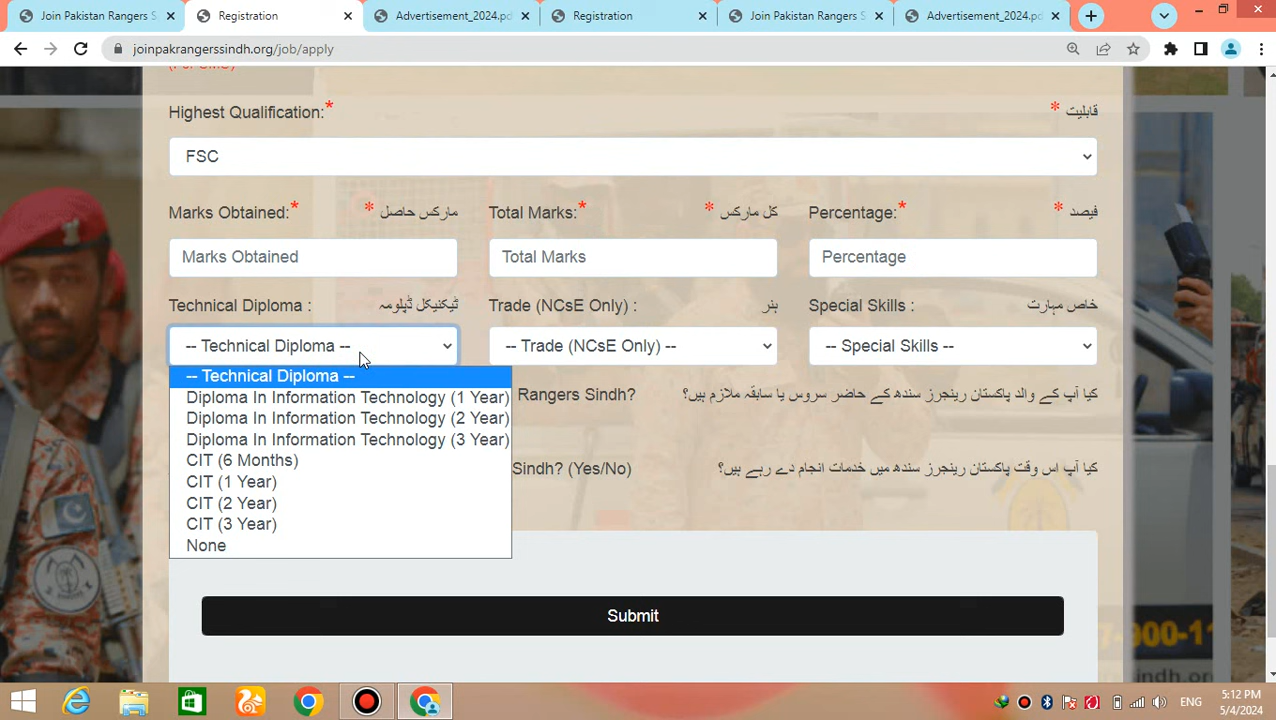 Join Pakistan Rangers S
Registration
Advertisement_2024.pd
Registration
Join Pakistan Rangers S
Advertisement_2024.pd
joinpakrangerssindh.org/job/apply
Highest Qualification:*
* قابلیت
FSC
Marks Obtained:*
* مارکس حاصل
Total Marks:*
* کل مارکس
Percentage:*
* فیصد
Marks Obtained
Total Marks
Percentage
Technical Diploma :
ٹیکنیکل ڈپلومہ
Trade (NCsE Only) :
ہنر
Special Skills :
خاص مہارت
-- Technical Diploma --
-- Trade (NCsE Only) --
-- Special Skills --
-- Technical Diploma --
Diploma In Information Technology (1 Year)
Diploma In Information Technology (2 Year)
Diploma In Information Technology (3 Year)
CIT (6 Months)
CIT (1 Year)
CIT (2 Year)
CIT (3 Year)
None
Rangers Sindh?
کیا آپ کے والد پاکستان رینجرز سندھ کے حاضر سروس یا سابقہ ملازم ہیں؟
Sindh? (Yes/No)
کیا آپ اس وقت پاکستان رینجرز سندھ میں خدمات انجام دے رہے ہیں؟
Submit
7-900-11
indh.org
ENG
5:12 PM
5/4/2024